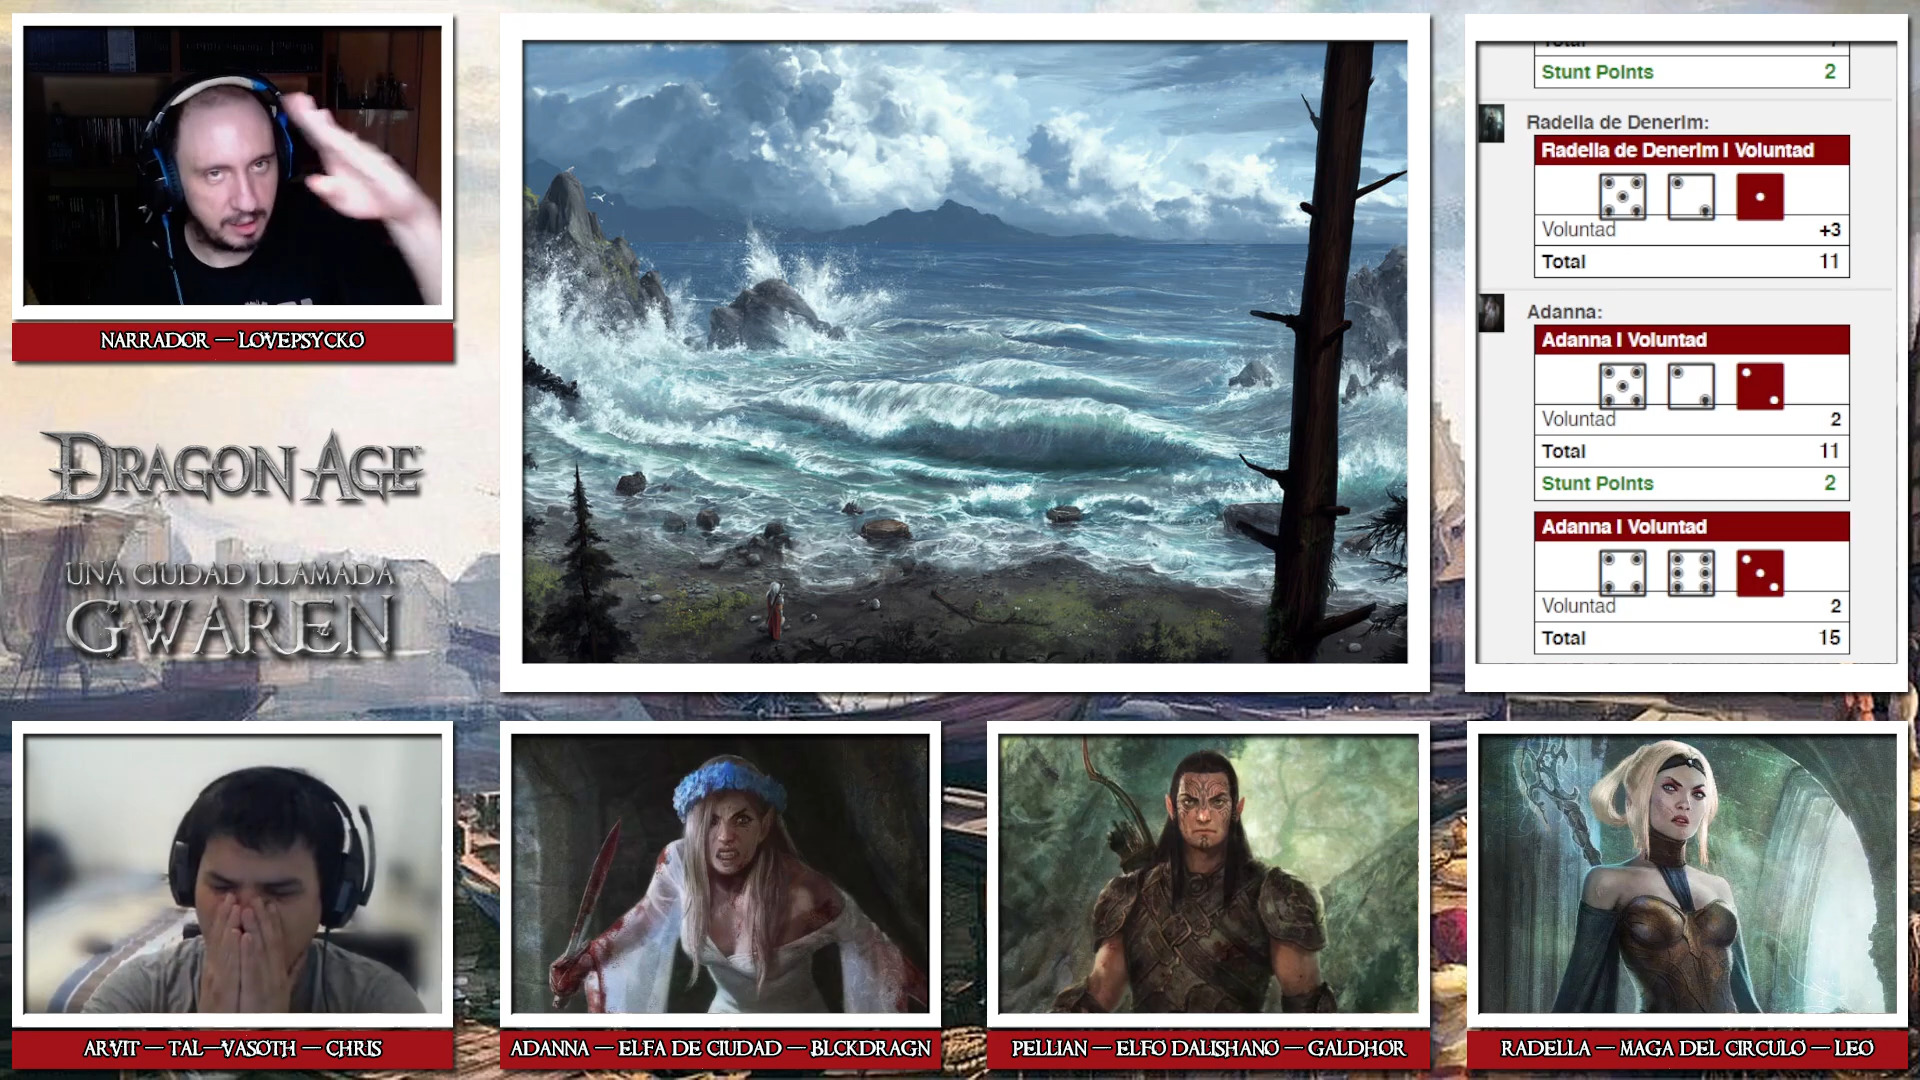 NARRADOR — LOVEPSYCKO
DRAGON AGE
UNA CIUDAD LLAMADA
GWAREN
Total
Stunt Points 2
Radella de Denerim:
Radella de Denerim | Voluntad
Voluntad +3
Total 11
Adanna:
Adanna | Voluntad
Voluntad 2
Total 11
Stunt Points 2
Adanna | Voluntad
Voluntad 2
Total 15
ARVIT — TAL-VASOTH — CHRIS
ADANNA — ELFA DE CIUDAD — BLCKDRAGN
PELLIAN — ELFO DALISHANO — GALDHOR
RADELLA — MAGA DEL CIRCULO — LEO